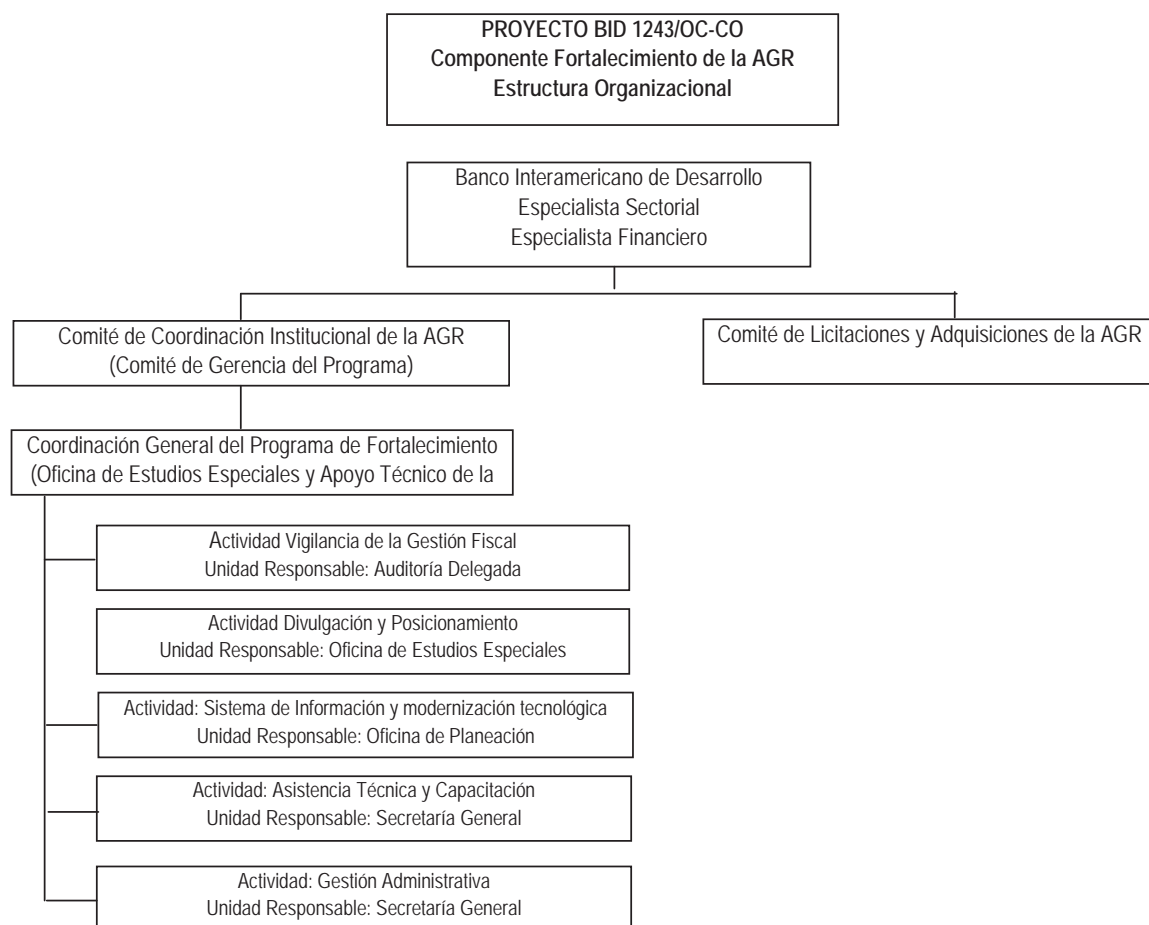 PROYECTO BID 1243/OC-CO
Componente Fortalecimiento de la AGR
Estructura Organizacional
Banco Interamericano de Desarrollo
Especialista Sectorial
Especialista Financiero
Comité de Coordinación Institucional de la AGR
(Comité de Gerencia del Programa)
Comité de Licitaciones y Adquisiciones de la AGR
Coordinación General del Programa de Fortalecimiento
(Oficina de Estudios Especiales y Apoyo Técnico de la
Actividad Vigilancia de la Gestión Fiscal
Unidad Responsable: Auditoría Delegada
Actividad Divulgación y Posicionamiento
Unidad Responsable: Oficina de Estudios Especiales
Actividad: Sistema de Información y modernización tecnológica
Unidad Responsable: Oficina de Planeación
Actividad: Asistencia Técnica y Capacitación
Unidad Responsable: Secretaría General
Actividad: Gestión Administrativa
Unidad Responsable: Secretaría General